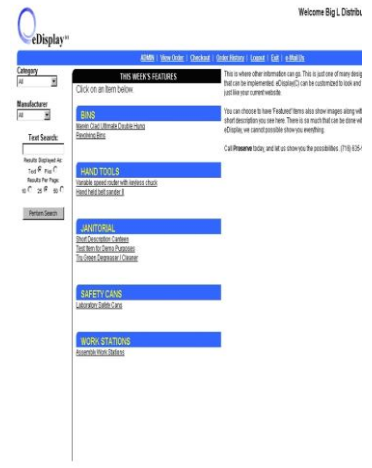 Welcome Big L Distribu
eDisplay
ADMIN | View Order | Checkout | Order History | Logout | Exit | e-Mail Us
Category
All
Manufacturer
All
Text Search:
Results Displayed As:
Text Pics
Results Per Page:
10 25 50
Perform Search
THIS WEEK'S FEATURES
Click on an item below.
BINS
Marvin Clad Ultimate Double Hung
Revolving Bins
HAND TOOLS
Variable speed router with keyless chuck
Hand held belt sander II
JANITORIAL
Short Description Canteen
Test Item for Demo Purposes
Tru Green Degreaser / Cleaner
SAFETY CANS
Laboratory Safety Cans
WORK STATIONS
Assembly Work Stations
This is where other information can go. This is just one of many desig
that can be implemented. eDisplay(C) can be customized to look and
just like your current website.
You can choose to have Featured Items also show images along wit
short description you see here. There is so much that can be done wi
eDisplay, we cannot possible show you everything.
Call Proserve today, and let us show you the possibilities. (716) 635-